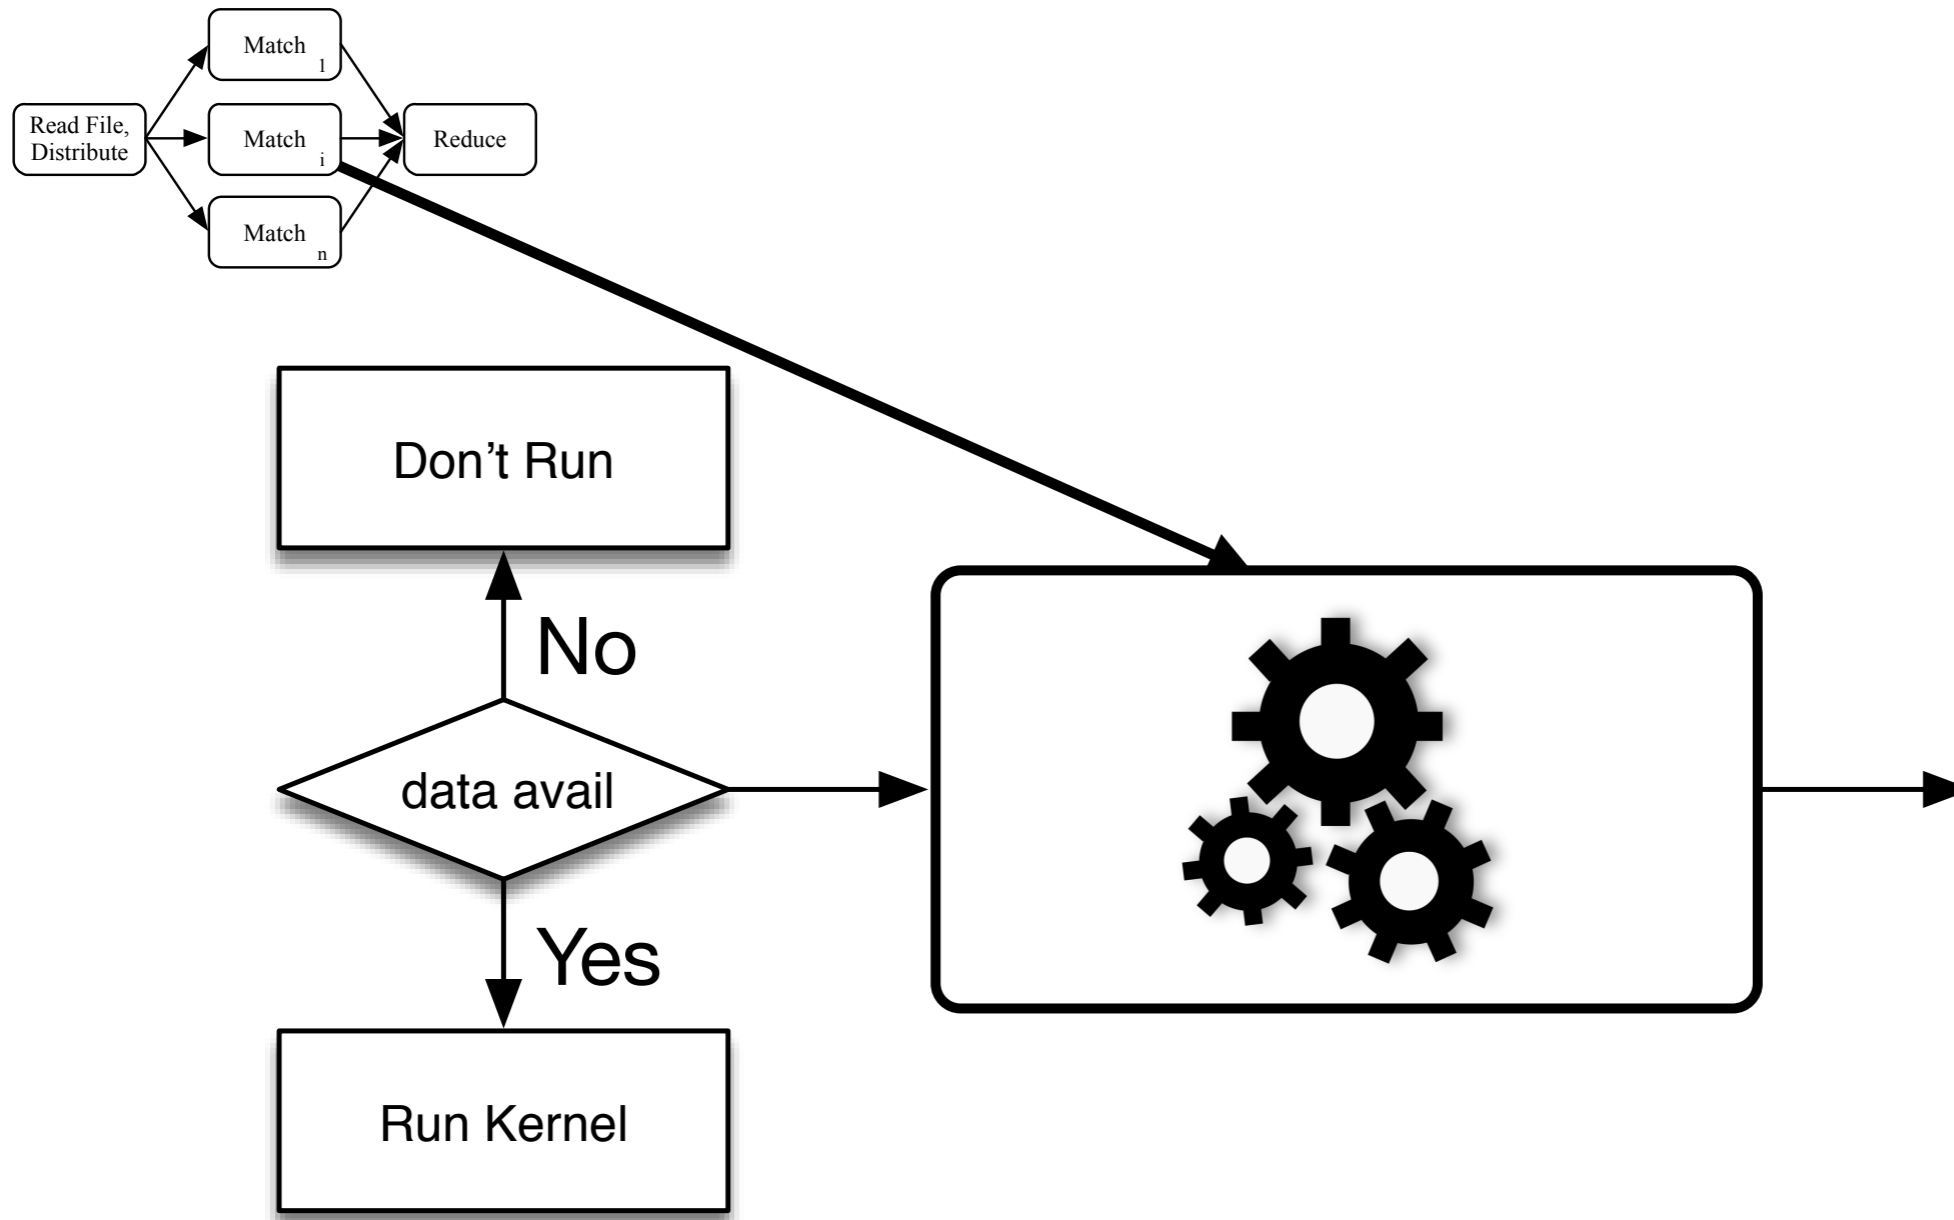 Match
1
Read File,
Distribute
Match
i
Reduce
Match
n
Don’t Run
No
data avail
Yes
Run Kernel